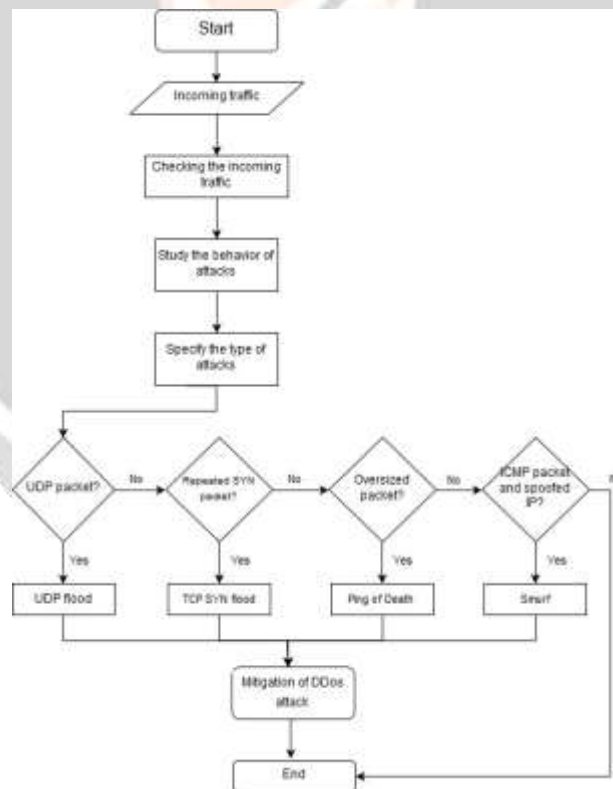 Start
Incoming traffic
Checking the incoming
traffic
Study the behavior of
attacks
Specify the type of
attacks
UDP packet?
No
Repeated SYN
packet?
No
Oversized
packet?
No
ICMP packet
and spoofed
IP?
Yes
Yes
Yes
Yes
UDP flood
TCP SYN flood
Ping of Death
Smurf
Mitigation of DDos
attack
End